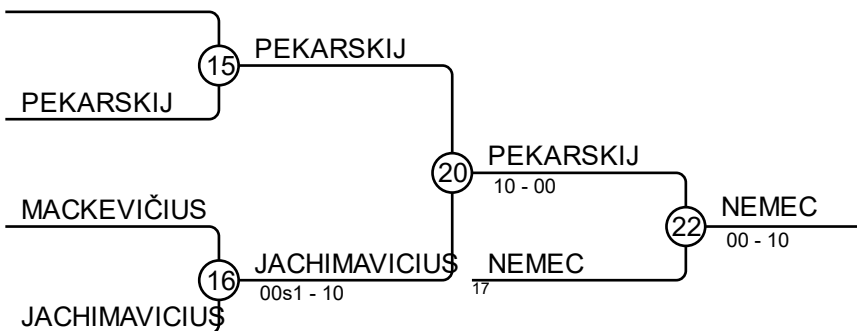 15
PEKARSKIJ
PEKARSKIJ
20
PEKARSKIJ
10 - 00
MACKEVIČIUS
22
NEMEC
00 - 10
16
JACHIMAVICIUS
00s1 - 10
NEMEC
17
JACHIMAVICIUS